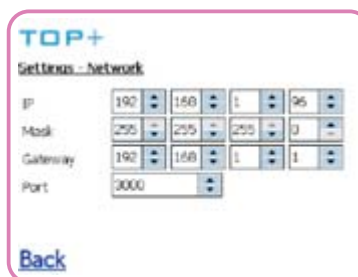 TOP+
Settings - Network
IP 192 168 1 96
Mask 255 255 255 0
Gateway 192 168 1 1
Port 3000
Back